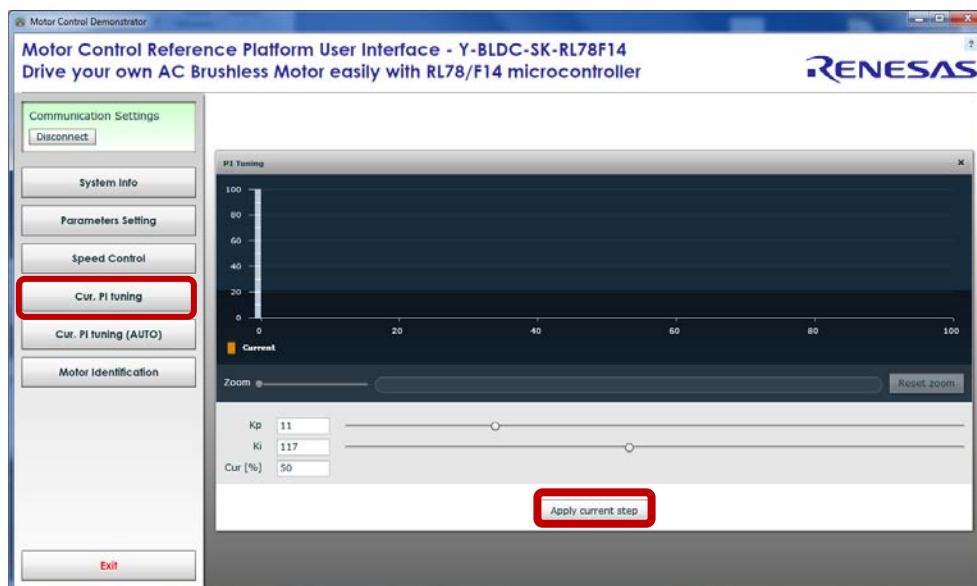 Motor Control Demonstrator
Motor Control Reference Platform User Interface - Y-BLDC-SK-RL78F14
Drive your own AC Brushless Motor easily with RL78/F14 microcontroller
?
RENESAS
Communication Settings
Disconnect
System Info
Parameters Setting
Speed Control
Cur. PI tuning
Cur. PI tuning (AUTO)
Motor Identification
Exit
PI Tuning
x
100
80
60
40
20
0
0 20 40 60 80 100
Current
Zoom
Reset zoom
Kp 11
Ki 117
Cur [%] 50
Apply current step